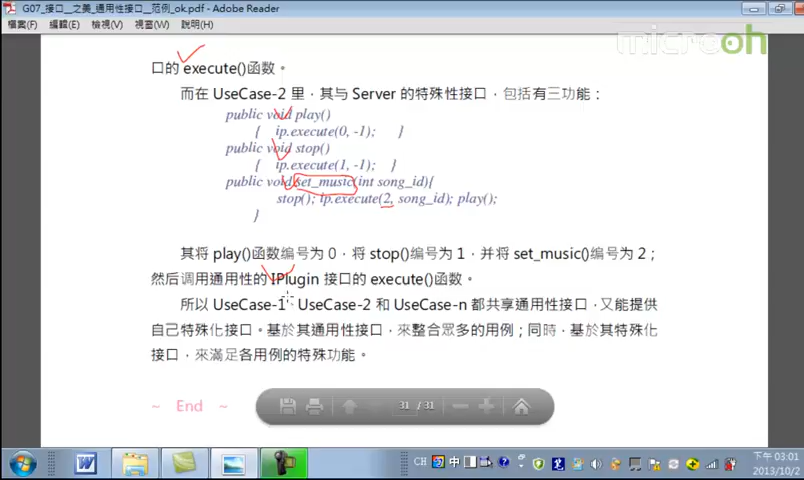 G07_接口__之美_通用性接口__范例_ok.pdf - Adobe Reader
檔案(F) 編輯(E) 檢視(V) 視窗(W) 說明(H)
microoh
口的 execute()函数。
而在 UseCase-2 里，其与 Server 的特殊性接口，包括有三功能：
public void play()
{ ip.execute(0, -1); }
public void stop()
{ ip.execute(1, -1); }
public void set_music(int song_id){
stop(); ip.execute(2, song_id); play();
}
其将 play()函数编号为 0，将 stop()编号为 1，并将 set_music()编号为 2；
然后调用通用性的 IPlugin 接口的 execute()函数。
所以 UseCase-1、UseCase-2 和 UseCase-n 都共享通用性接口，又能提供
自己特殊化接口。基於其通用性接口，來整合眾多的用例；同時，基於其特殊化
接口，來滿足各用例的特殊功能。
~ End ~
31 / 31
CH 中
下午 03:01
2013/10/2